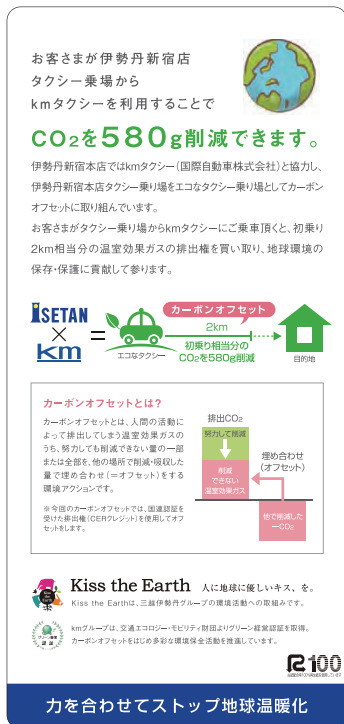 お客さまが伊勢丹新宿店
タクシー乗場から
kmタクシーを利用することで
CO₂を580g削減できます。
伊勢丹新宿本店ではkmタクシー（国際自動車株式会社）と協力し、
伊勢丹新宿本店タクシー乗り場をエコなタクシー乗り場としてカーボン
オフセットに取り組んでいます。
お客さまがタクシー乗り場からkmタクシーにご乗車頂くと、初乗り
2km相当分の温室効果ガスの排出権を買い取り、地球環境の
保存・保護に貢献して参ります。
ISETAN
×
km
=
エコなタクシー
カーボンオフセット
2km
初乗り相当分の
CO₂を580g削減
目的地
カーボンオフセットとは？
カーボンオフセットとは、人間の活動に
よって排出してしまう温室効果ガスの
うち、努力しても削減できない量の一部
または全部を、他の場所で削減・吸収した
量で埋め合わせ（＝オフセット）をする
環境アクションです。
※今回のカーボンオフセットでは、国連認証を
受けた排出権（CERクレジット）を使用してオフ
セットをします。
排出CO₂
努力して削減
削減
できない
温室効果ガス
埋め合わせ
（オフセット）
他で削減した
ーCO₂
Kiss the Earth
Kiss the Earth 人に地球に優しいキス、を。
Kiss the Earthは、三越伊勢丹グループの環境活動への取組みです。
グリーン経営
認証
kmグループは、交通エコロジー・モビリティ財団よりグリーン経営認証を取得。
カーボンオフセットをはじめ多彩な環境保全活動を推進しています。
R100
力を合わせてストップ地球温暖化